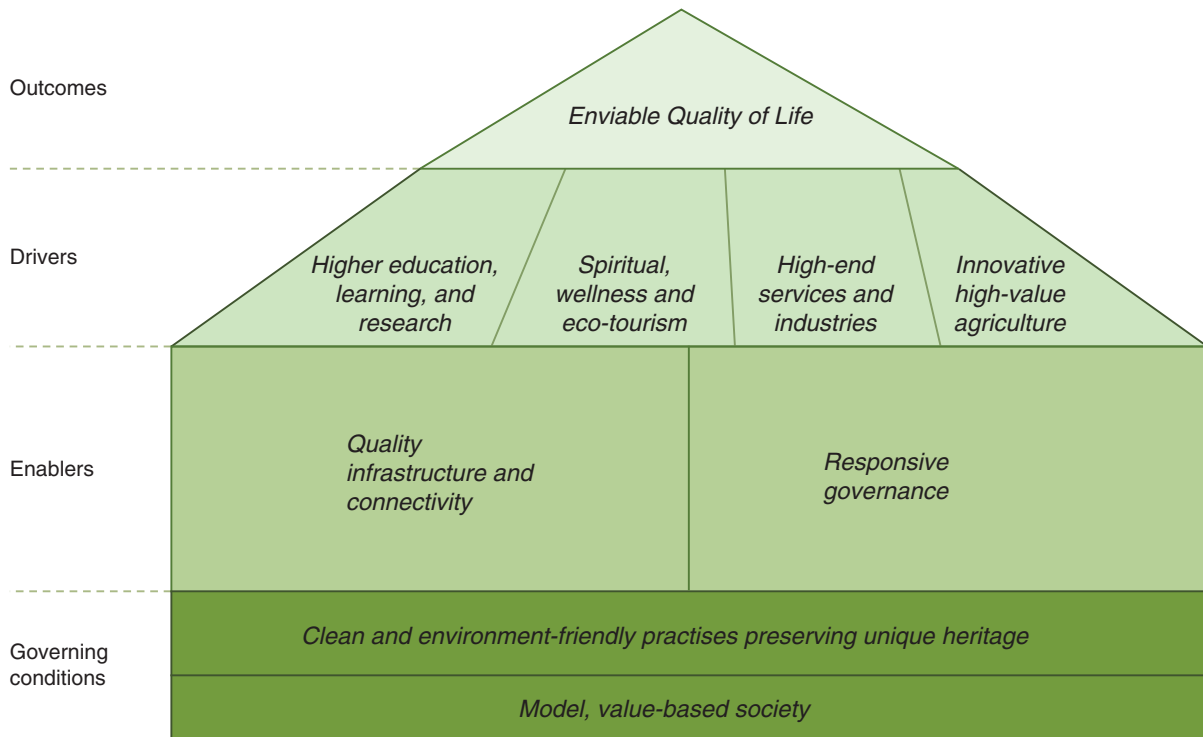 Outcomes
Enviable Quality of Life
Drivers
Higher education,
learning, and
research
Spiritual,
wellness and
eco-tourism
High-end
services and
industries
Innovative
high-value
agriculture
Enablers
Quality
infrastructure and
connectivity
Responsive
governance
Governing
conditions
Clean and environment-friendly practises preserving unique heritage
Model, value-based society